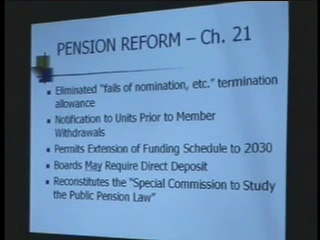 PENSION REFORM – Ch. 21
Eliminated "fails of nomination, etc." termination
allowance
Notification to Units Prior to Member
Withdrawals
Permits Extension of Funding Schedule to 2030
Boards May Require Direct Deposit
Reconstitutes the "Special Commission to Study
the Public Pension Law"